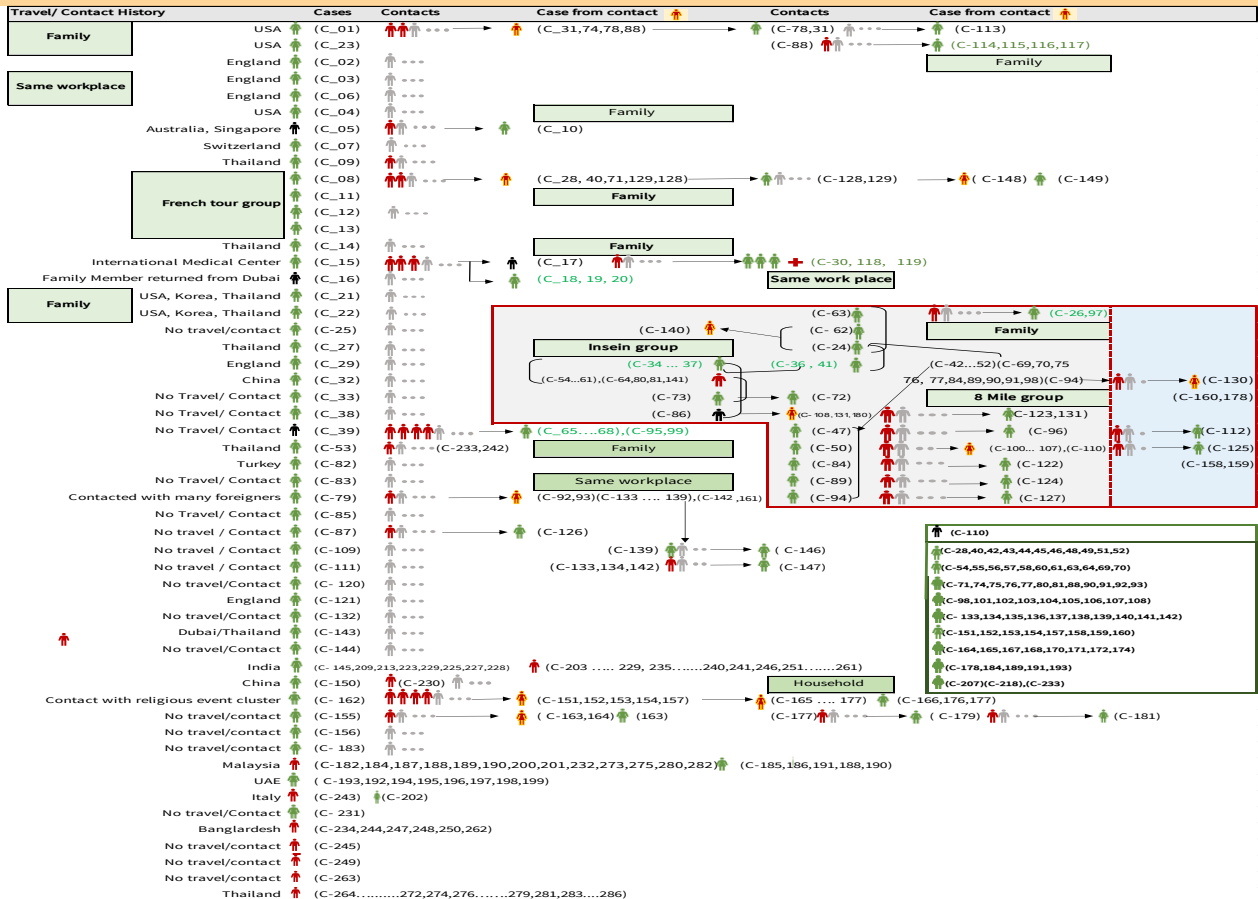 Travel/ Contact History Cases Contacts Case from contact Contacts Case from contact
Family
USA (C_01) (C_31,74,78,88) (C-78,31) (C-113)
USA (C_23) (C-88) (C-114,115,116,117)
England (C_02) Family
Same workplace
England (C_03)
England (C_06)
USA (C_04) Family
Australia, Singapore (C_05) (C_10)
Switzerland (C_07)
Thailand (C_09)
French tour group
(C_08) (C_28, 40,71,129,128) (C-128,129) ( C-148) (C-149)
(C_11) Family
(C_12)
(C_13)
Thailand (C_14) Family
International Medical Center (C_15) (C_17) (C-30, 118, 119)
Family Member returned from Dubai (C_16) (C_18, 19, 20) Same work place
Family
USA, Korea, Thailand (C_21)
USA, Korea, Thailand (C_22) (C-63) (C-26,97)
No travel/contact (C-25) (C-140) (C- 62) Family
Thailand (C_27) Insein group (C-24)
England (C_29) (C-34 ... 37) (C-36 , 41) (C-42...52)(C-69,70,75
China (C_32) (C-54...61),(C-64,80,81,141) 76, 77,84,89,90,91,98)(C-94) (C-130)
No Travel/ Contact (C_33) (C-73) (C-72) 8 Mile group (C-160,178)
No Travel/ Contact (C_38) (C-86) (C-108,131,180) (C-123,131)
No Travel/ Contact (C_39) (C_65....68),(C-95,99) (C-47) (C-96) (C-112)
Thailand (C-53) (C-233,242) Family (C-50) (C-100... 107),(C-110) (C-125)
Turkey (C-82) (C-84) (C-122) (C-158,159)
No Travel/ Contact (C-83) Same workplace (C-89) (C-124)
Contacted with many foreigners (C-79) (C-92,93)(C-133 .... 139),(C-142 ,161) (C-94) (C-127)
No Travel/ Contact (C-85)
No travel / Contact (C-87) (C-126) (C-110)
No travel / Contact (C-109) (C-139) ( C-146) (C-28,40,42,43,44,45,46,48,49,51,52)
No travel / Contact (C-111) (C-133,134,142) (C-147) (C-54,55,56,57,58,60,61,63,64,69,70)
No travel/Contact (C- 120) (C-71,74,75,76,77,80,81,88,90,91,92,93)
England (C-121) (C-98,101,102,103,104,105,106,107,108)
No travel/Contact (C-132) (C- 133,134,135,136,137,138,139,140,141,142)
Dubai/Thailand (C-143) (C-151,152,153,154,157,158,159,160)
No travel/Contact (C-144) (C-164,165,167,168,170,171,172,174)
India (C- 145,209,213,223,229,225,227,228) (C-203 ..... 229, 235.......240,241,246,251.......261) (C-178,184,189,191,193)
China (C-150) (C-230) Household (C-207)(C-218),(C-233)
Contact with religious event cluster (C- 162) (C-151,152,153,154,157) (C-165 .... 177) (C-166,176,177)
No travel/contact (C-155) ( C-163,164) (163) (C-177) ( C-179) (C-181)
No travel/contact (C-156)
No travel/contact (C- 183)
Malaysia (C-182,184,187,188,189,190,200,201,232,273,275,280,282) (C-185,186,191,188,190)
UAE ( C-193,192,194,195,196,197,198,199)
Italy (C-243) (C-202)
No travel/Contact (C- 231)
Bangladesh (C-234,244,247,248,250,262)
No travel/contact (C-245)
No travel/contact (C-249)
No travel/contact (C-263)
Thailand (C-264..........272,274,276.......279,281,283....286)